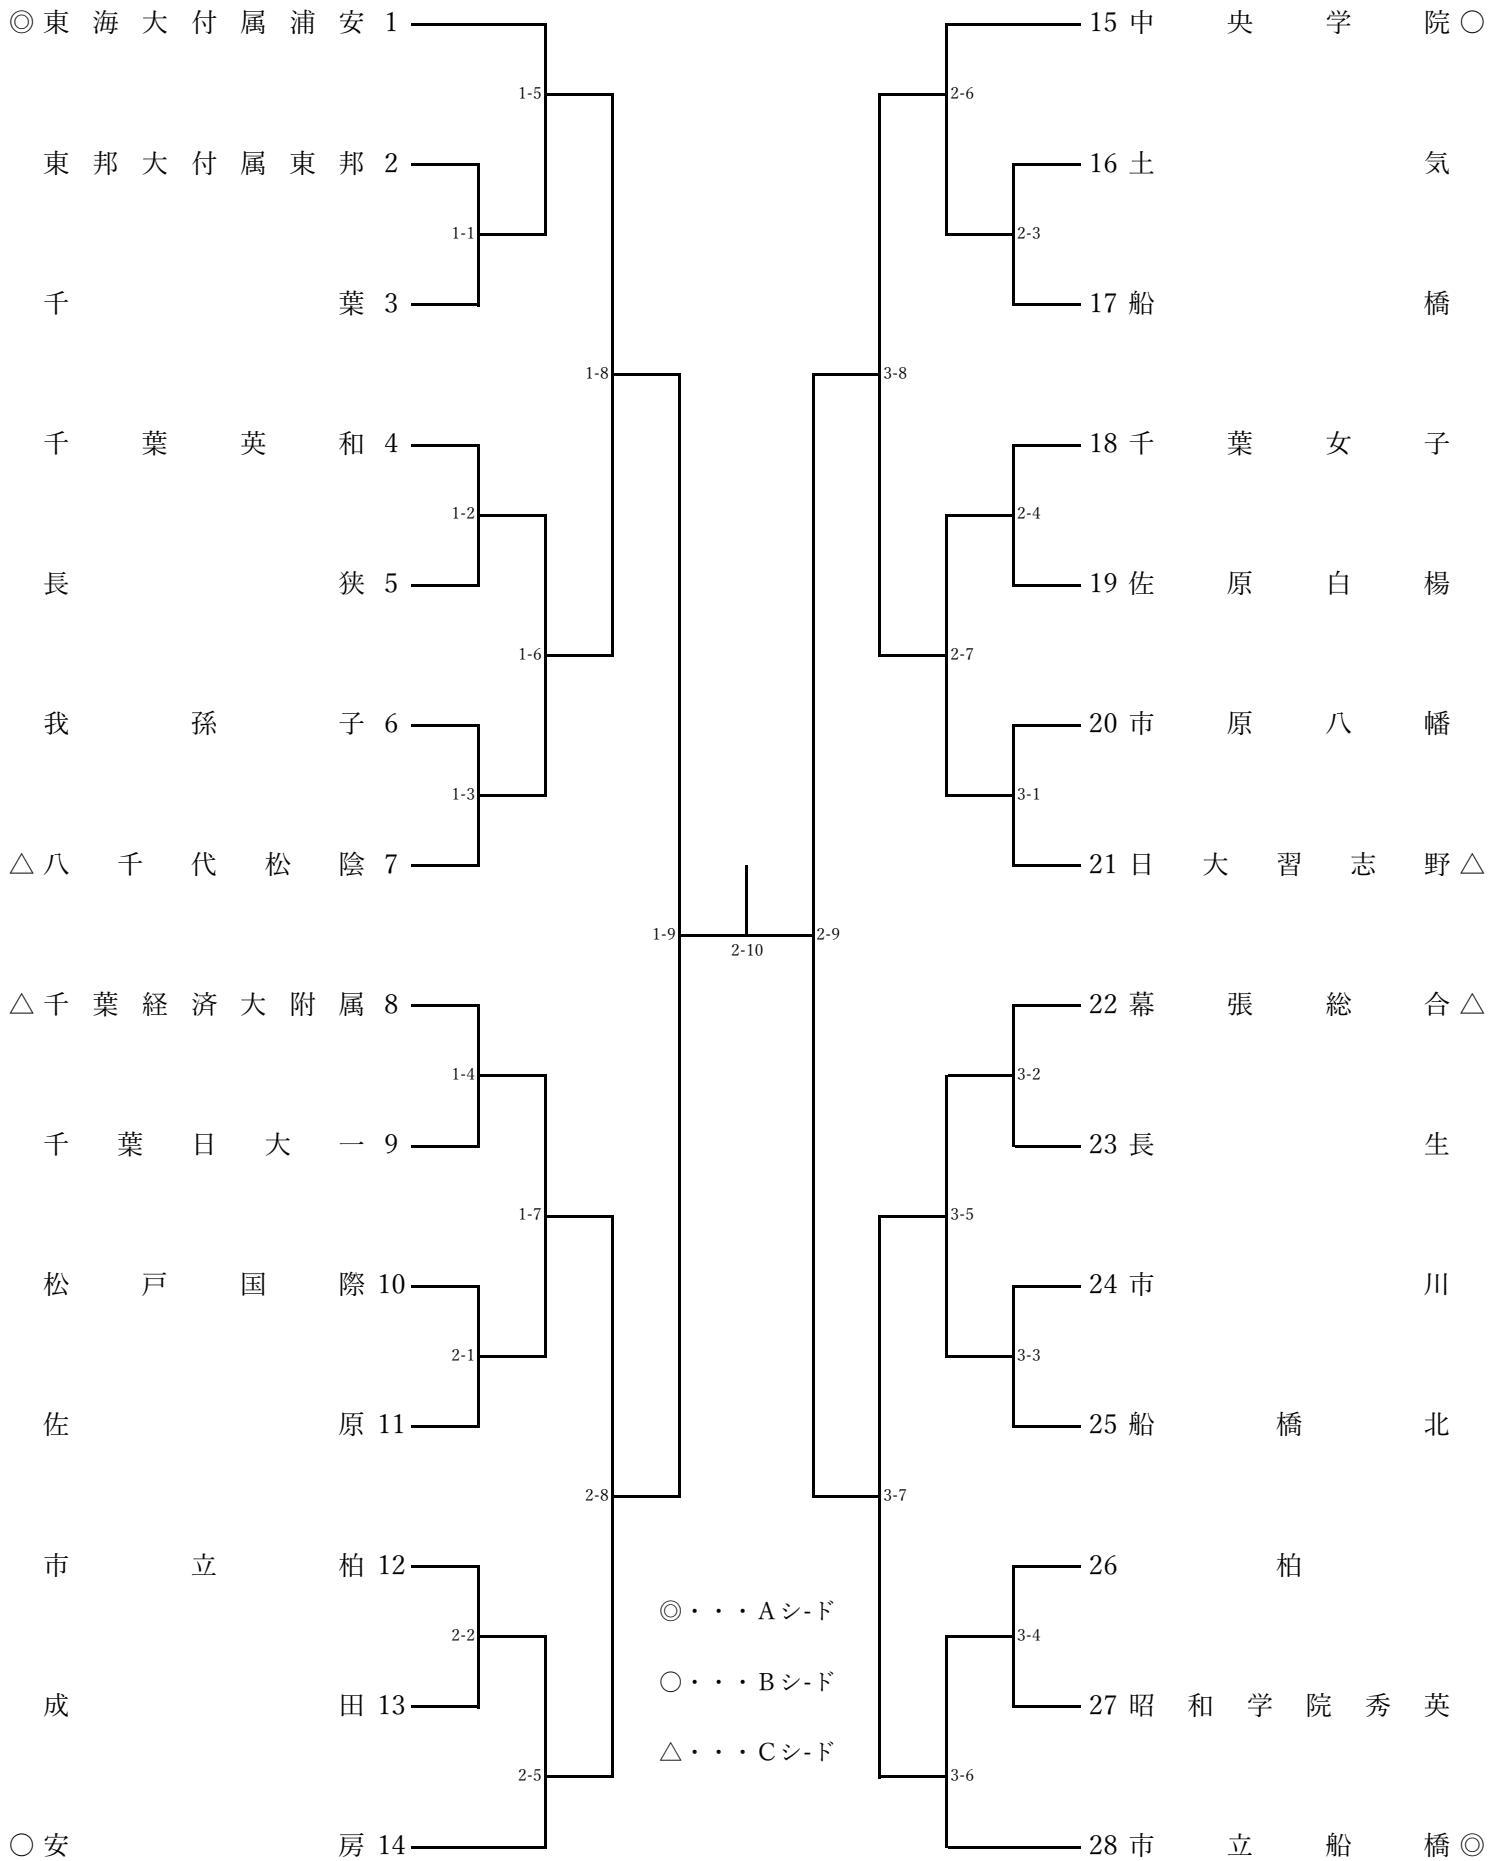 ◎東海大付属浦安 1
東邦大付属東邦 2
千葉 3
千葉英和 4
長狭 5
我孫子 6
△八千代松陰 7
△千葉経済大附属 8
千葉日大一 9
松戸国際 10
佐原 11
市立柏 12
成田 13
○安房 14
1-5
1-1
1-8
1-2
1-6
1-3
1-9
1-4
1-7
2-1
2-8
2-2
2-5
2-10
◎・・・Aシ-ド
○・・・Bシ-ド
△・・・Cシ-ド
2-6
2-3
3-8
2-4
2-7
3-1
2-9
3-2
3-5
3-3
3-7
3-4
3-6
15 中央学院○
16 土気
17 船橋
18 千葉女子
19 佐原白楊
20 市原八幡
21 日大習志野△
22 幕張総合△
23 長生
24 市川
25 船橋北
26 柏
27 昭和学院秀英
28 市立船橋◎